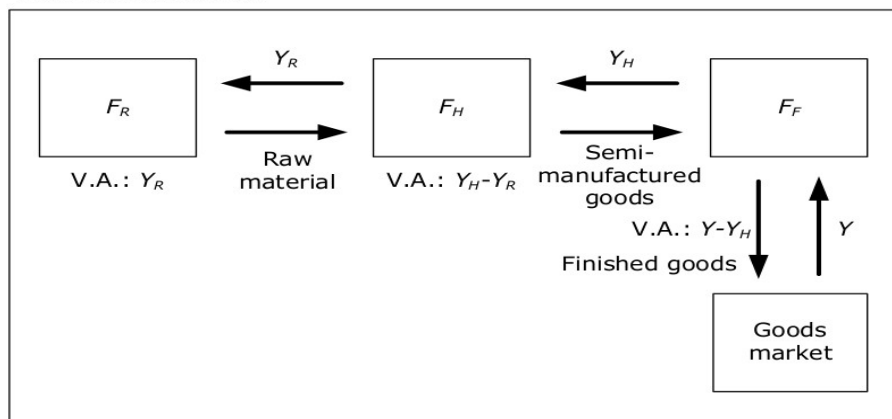 Y_R
Y_H
F_R
F_H
F_F
Raw
material
Semi-
manufactured
goods
V.A.: Y_R
V.A.: Y_H-Y_R
V.A.: Y-Y_H
Y
Finished goods
Goods
market